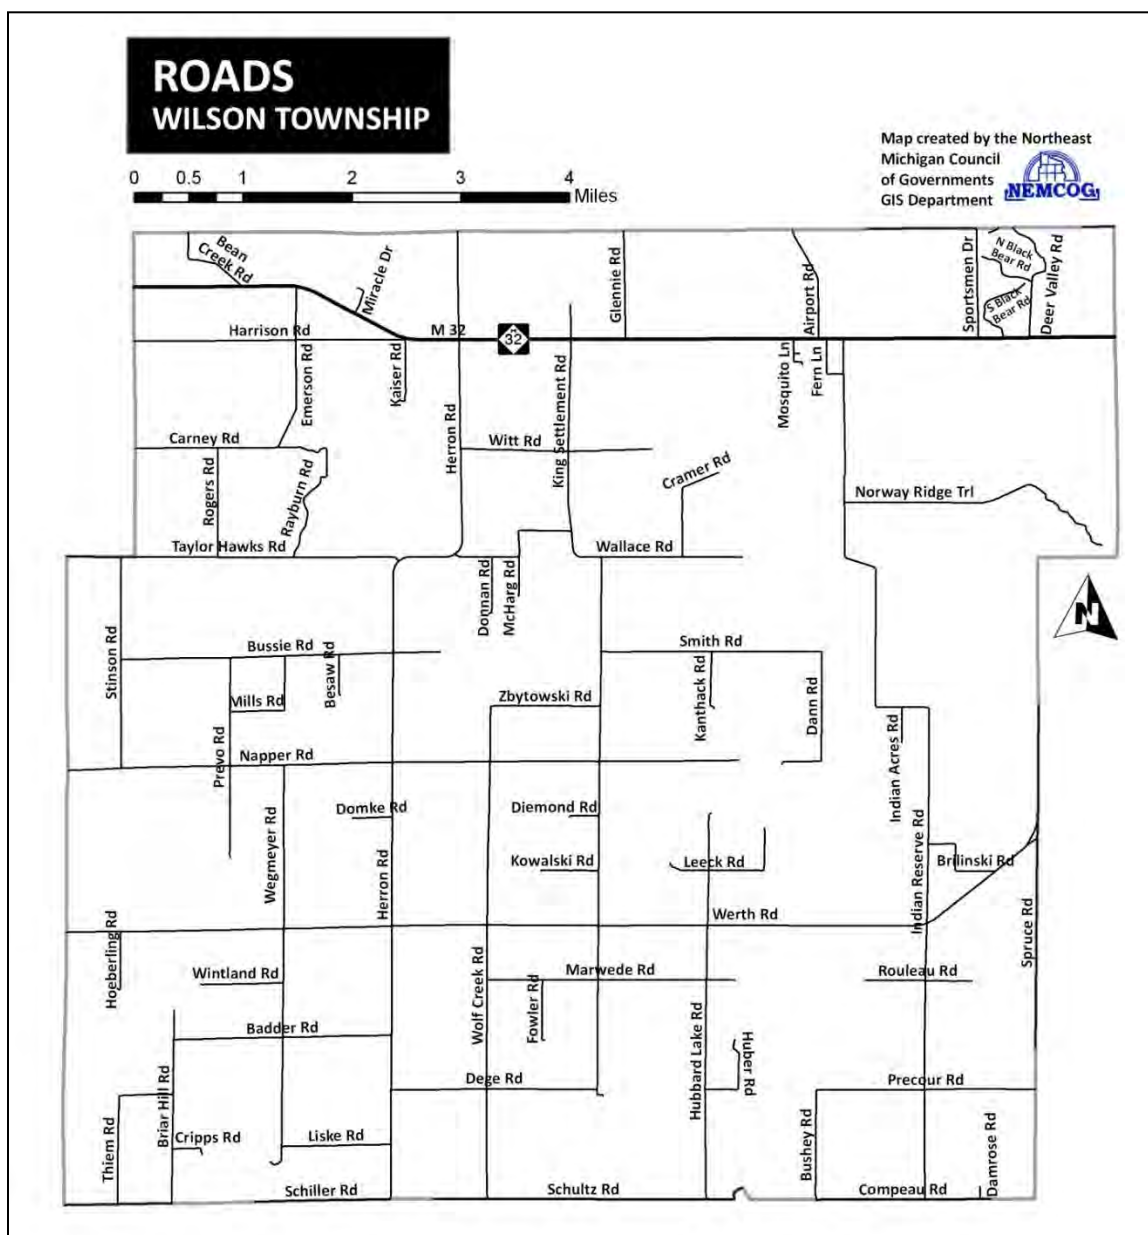 ROADS
WILSON TOWNSHIP
Map created by the Northeast
Michigan Council
of Governments
GIS Department
NEMCOG
0 0.5 1 2 3 4
Miles
Bean
Creek Rd
Miracle Dr
Glennie Rd
Airport Rd
Sportsmen Dr
N Black
Bear Rd
S Black
Bear Rd
Deer Valley Rd
Harrison Rd
M 32
32
Emerson Rd
Kaiser Rd
Herron Rd
King Settlement Rd
Mosquito Ln
Fern Ln
Carney Rd
Witt Rd
Rogers Rd
Rayburn Rd
Cramer Rd
Norway Ridge Trl
Taylor Hawks Rd
Wallace Rd
Donnan Rd
McHarg Rd
N
Stinson Rd
Bussie Rd
Besaw Rd
Smith Rd
Mills Rd
Zbytowski Rd
Kanthack Rd
Dann Rd
Prevo Rd
Napper Rd
Indian Acres Rd
Wegmeyer Rd
Domke Rd
Diemond Rd
Herron Rd
Kowalski Rd
Leeck Rd
Indian Reserve Rd
Brilinski Rd
Werth Rd
Spruce Rd
Hoeberling Rd
Wintland Rd
Wolf Creek Rd
Marwede Rd
Fowler Rd
Rouleau Rd
Badder Rd
Hubbard Lake Rd
Huber Rd
Dege Rd
Precour Rd
Thiem Rd
Briar Hill Rd
Cripps Rd
Liske Rd
Bushey Rd
Damrose Rd
Schiller Rd
Schultz Rd
Compeau Rd